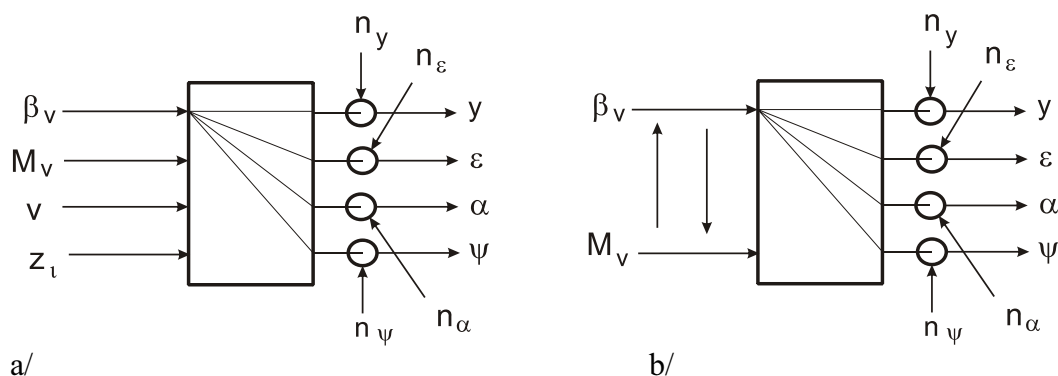 n_y
n_ε
β_v
y
M_v
ε
v
α
z_ι
ψ
n_α
n_ψ
a/
n_y
n_ε
β_v
y
ε
α
M_v
ψ
n_α
n_ψ
b/